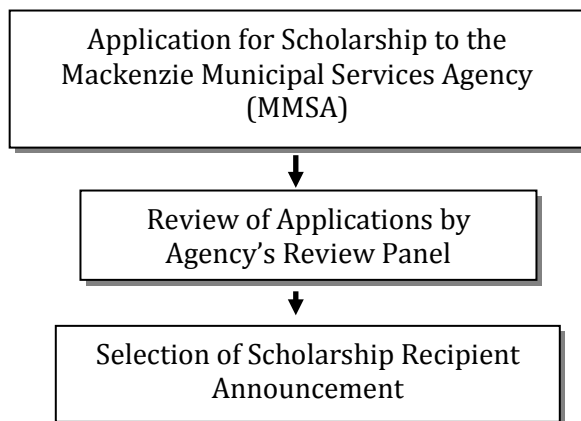 Application for Scholarship to the
Mackenzie Municipal Services Agency
(MMSA)
Review of Applications by
Agency’s Review Panel
Selection of Scholarship Recipient
Announcement